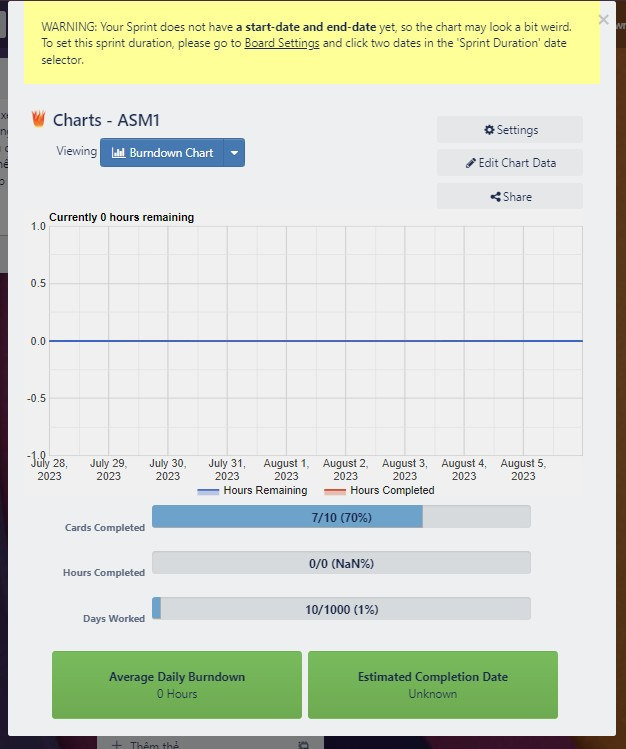 WARNING: Your Sprint does not have a start-date and end-date yet, so the chart may look a bit weird.
To set this sprint duration, please go to Board Settings and click two dates in the 'Sprint Duration' date
selector.
×
Charts - ASM1
Settings
Viewing
Burndown Chart
Edit Chart Data
Share
Currently 0 hours remaining
1.0
0.5
0.0
-0.5
-1.0
July 28, July 29, July 30, July 31, August 1, August 2, August 3, August 4, August 5,
2023 2023 2023 2023 2023 2023 2023 2023 2023
Hours Remaining Hours Completed
Cards Completed 7/10 (70%)
Hours Completed 0/0 (NaN%)
Days Worked 10/1000 (1%)
Average Daily Burndown
0 Hours
Estimated Completion Date
Unknown
+ Thêm thẻ